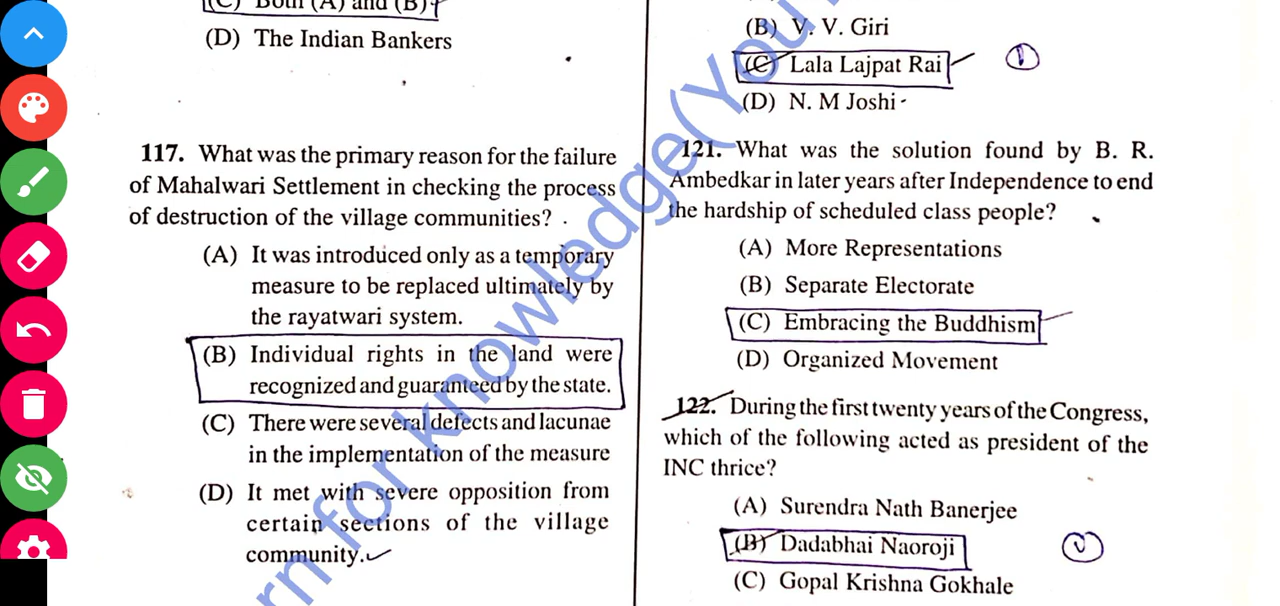 (C) Both (A) and (B)
(D) The Indian Bankers
117. What was the primary reason for the failure
of Mahalwari Settlement in checking the process
of destruction of the village communities?
(A) It was introduced only as a temporary
measure to be replaced ultimately by
the rayatwari system.
(B) Individual rights in the land were
recognized and guaranteed by the state.
(C) There were several defects and lacunae
in the implementation of the measure
(D) It met with severe opposition from
certain sections of the village
community.
(B) V. V. Giri
(C) Lala Lajpat Rai
(D) N. M Joshi
121. What was the solution found by B. R.
Ambedkar in later years after Independence to end
the hardship of scheduled class people?
(A) More Representations
(B) Separate Electorate
(C) Embracing the Buddhism
(D) Organized Movement
122. During the first twenty years of the Congress,
which of the following acted as president of the
INC thrice?
(A) Surendra Nath Banerjee
(B) Dadabhai Naoroji
(C) Gopal Krishna Gokhale
rn for knowledge(You